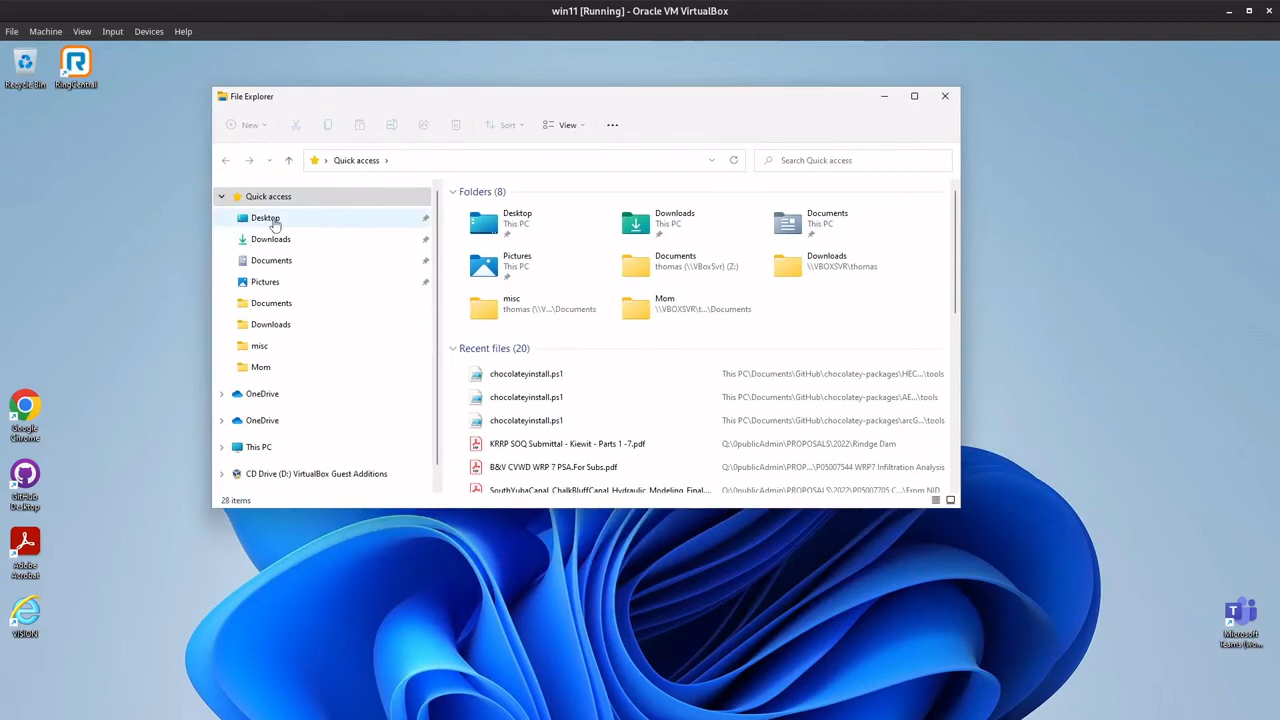 win11 [Running] - Oracle VM VirtualBox
File Machine View Input Devices Help
Recycle Bin
RingCentral
File Explorer
New
Sort
View
Quick access
Search Quick access
Quick access
Desktop
Downloads
Documents
Pictures
Documents
Downloads
misc
Mom
OneDrive
OneDrive
This PC
CD Drive (D:) VirtualBox Guest Additions
Folders (8)
Desktop
This PC
Downloads
This PC
Documents
This PC
Pictures
This PC
Documents
thomas (\\VBoxSvr) (Z:)
Downloads
\\VBOXSVR\thomas
misc
thomas (\\V...\Documents
Mom
\\VBOXSVR\t...\Documents
Recent files (20)
chocolateyinstall.ps1 This PC\Documents\GitHub\chocolatey-packages\HEC...\tools
chocolateyinstall.ps1 This PC\Documents\GitHub\chocolatey-packages\AE...\tools
chocolateyinstall.ps1 This PC\Documents\GitHub\chocolatey-packages\arcG...\tools
KRRP SOQ Submittal - Kiewit - Parts 1 -7.pdf Q:\0publicAdmin\PROPOSALS\2022\Rindge Dam
B&V CVWD WRP 7 PSA.For Subs.pdf Q:\0publicAdmin\PROP...\P05007544 WRP7 Infiltration Analysis
SouthYubaCanal_ChalkBluffCanal_Hydraulic_Modeling_Final.... Q:\0publicAdmin\PROPOSALS\2022\P05007705 C...\From NID
28 items
Google Chrome
GitHub Desktop
Adobe Acrobat
VISION
Microsoft Teams (wo...